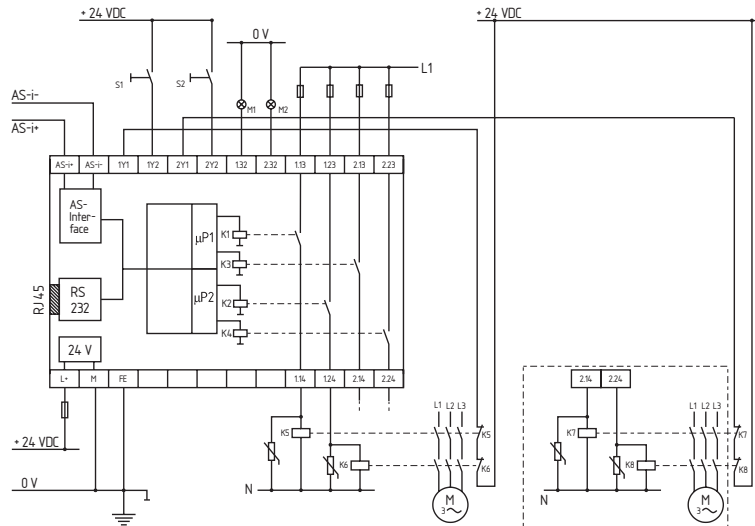 + 24 VDC
+ 24 VDC
0 V
L1
S1
S2
M1
M2
AS-i-
AS-i+
AS-i+ AS-i- 1Y1 1Y2 2Y1 2Y2 1.32 2.32 1.13 1.23 2.13 2.23
AS-
Inter-
face
µP1
K1
K3
RJ 45
RS
232
µP2
K2
K4
24 V
L+ M FE 1.14 1.24 2.14 2.24
2.14 2.24
L1 L2 L3
L1 L2 L3
K5
K5
K7
K7
+ 24 VDC
K6
K6
K8
K8
0 V
N
N
M
3
M
3